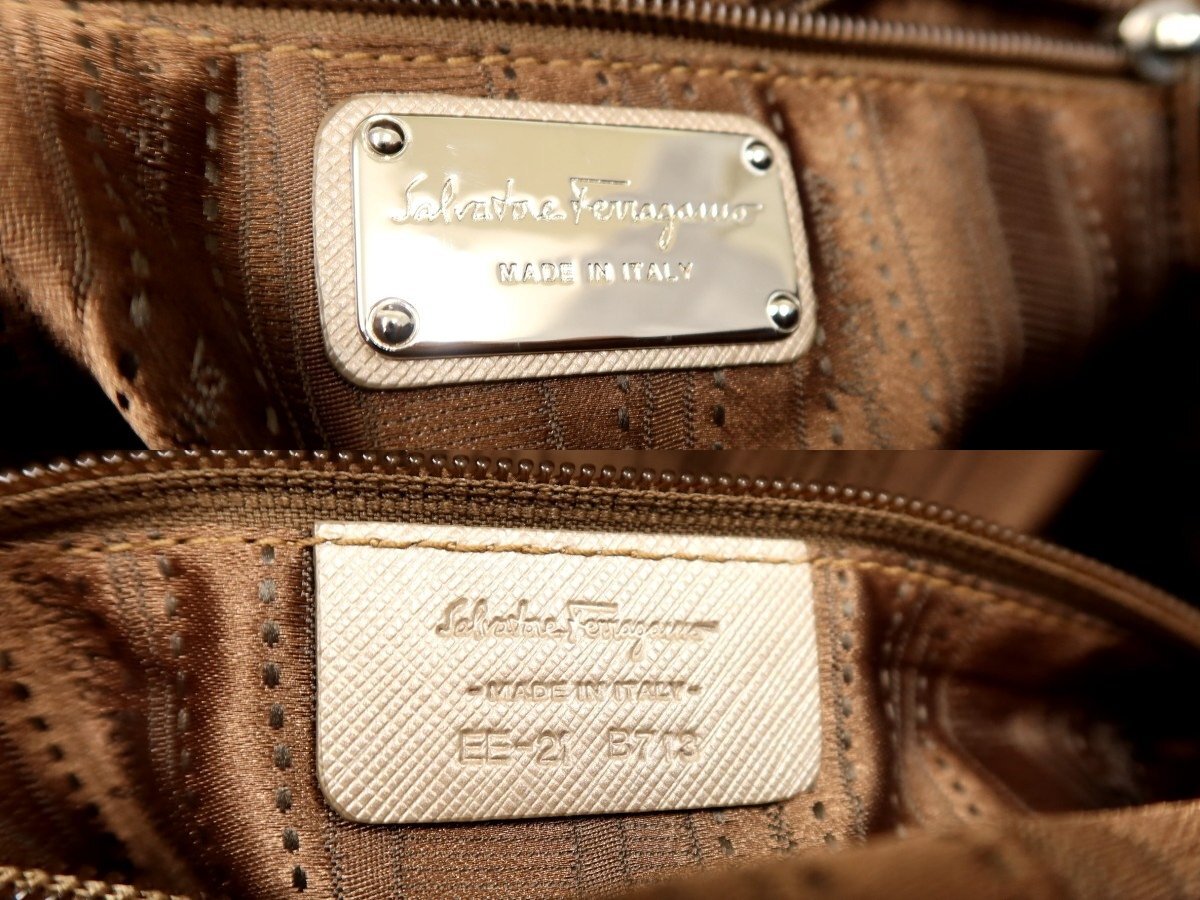 Salvatore Ferragamo
MADE IN ITALY
Salvatore Ferragamo
-MADE IN ITALY-
EE-21 B713